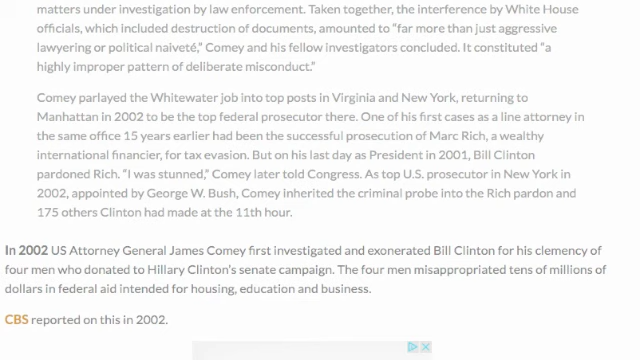 matters under investigation by law enforcement. Taken together, the interference by White House
officials, which included destruction of documents, amounted to “far more than just aggressive
lawyering or political naiveté,” Comey and his fellow investigators concluded. It constituted “a
highly improper pattern of deliberate misconduct.”
Comey parlayed the Whitewater job into top posts in Virginia and New York, returning to
Manhattan in 2002 to be the top federal prosecutor there. One of his first cases as a line attorney in
the same office 15 years earlier had been the successful prosecution of Marc Rich, a wealthy
international financier, for tax evasion. But on his last day as President in 2001, Bill Clinton
pardoned Rich. “I was stunned,” Comey later told Congress. As top U.S. prosecutor in New York in
2002, appointed by George W. Bush, Comey inherited the criminal probe into the Rich pardon and
175 others Clinton had made at the 11th hour.
In 2002 US Attorney General James Comey first investigated and exonerated Bill Clinton for his clemency of
four men who donated to Hillary Clinton’s senate campaign. The four men misappropriated tens of millions of
dollars in federal aid intended for housing, education and business.
CBS reported on this in 2002.